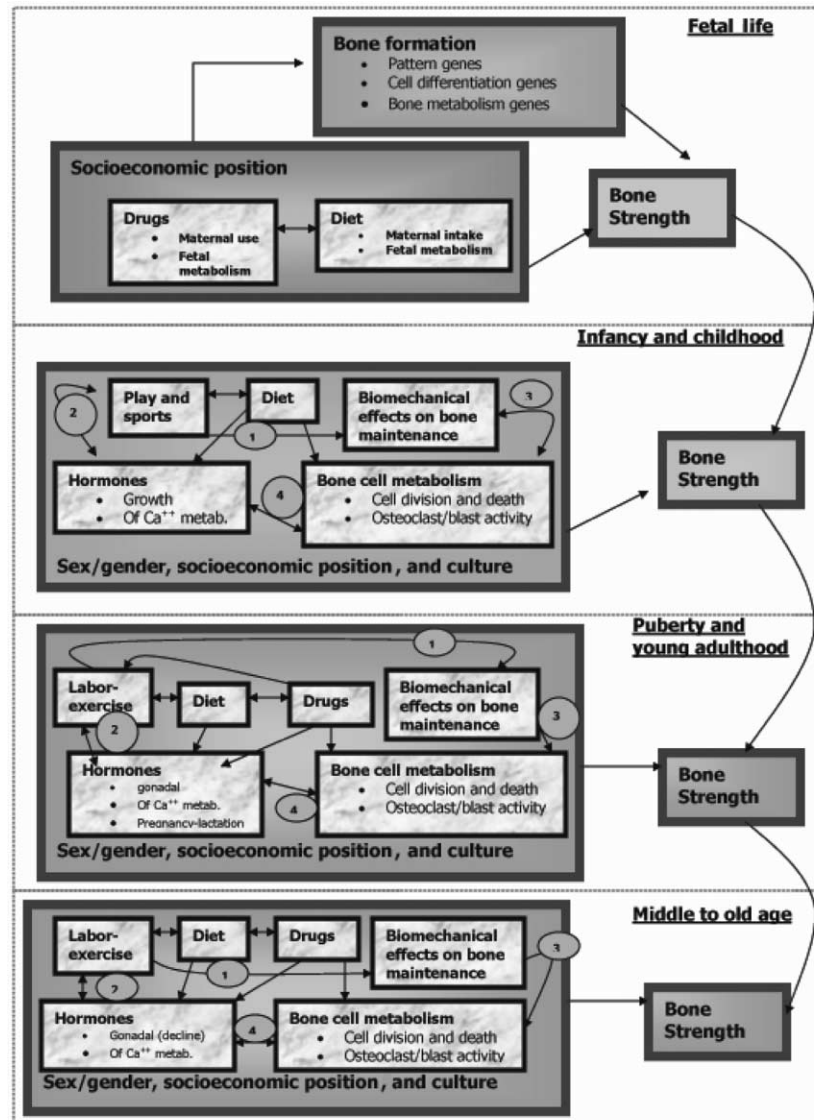 Fetal life
Bone formation
• Pattern genes
• Cell differentiation genes
• Bone metabolism genes
Socioeconomic position
Drugs
• Maternal use
• Fetal
metabolism
Diet
• Maternal intake
• Fetal metabolism
Bone
Strength
Infancy and childhood
Play and
sports
Diet
Biomechanical
effects on bone
maintenance
2
1
3
Hormones
• Growth
• Of Ca⁺⁺ metab.
4
Bone cell metabolism
• Cell division and death
• Osteoclast/blast activity
Sex/gender, socioeconomic position, and culture
Bone
Strength
Puberty and
young adulthood
1
Labor-
exercise
Diet
Drugs
Biomechanical
effects on bone
maintenance
2
3
Hormones
• gonadal
• Of Ca⁺⁺ metab.
• Pregnancy-lactation
4
Bone cell metabolism
• Cell division and death
• Osteoclast/blast activity
Sex/gender, socioeconomic position, and culture
Bone
Strength
Middle to old age
Labor-
exercise
Diet
Drugs
Biomechanical
effects on bone
maintenance
3
1
2
Hormones
• Gonadal (decline)
• Of Ca⁺⁺ metab.
4
Bone cell metabolism
• Cell division and death
• Osteoclast/blast activity
Sex/gender, socioeconomic position, and culture
Bone
Strength